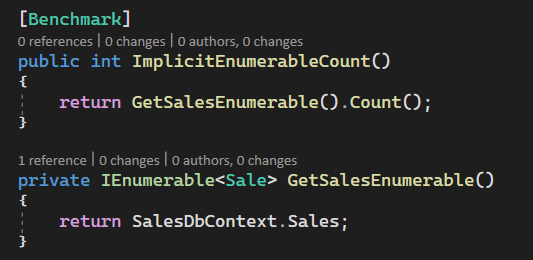 [Benchmark]
0 references | 0 changes | 0 authors, 0 changes
public int ImplicitEnumerableCount()
{
    return GetSalesEnumerable().Count();
}
1 reference | 0 changes | 0 authors, 0 changes
private IEnumerable<Sale> GetSalesEnumerable()
{
    return SalesDbContext.Sales;
}